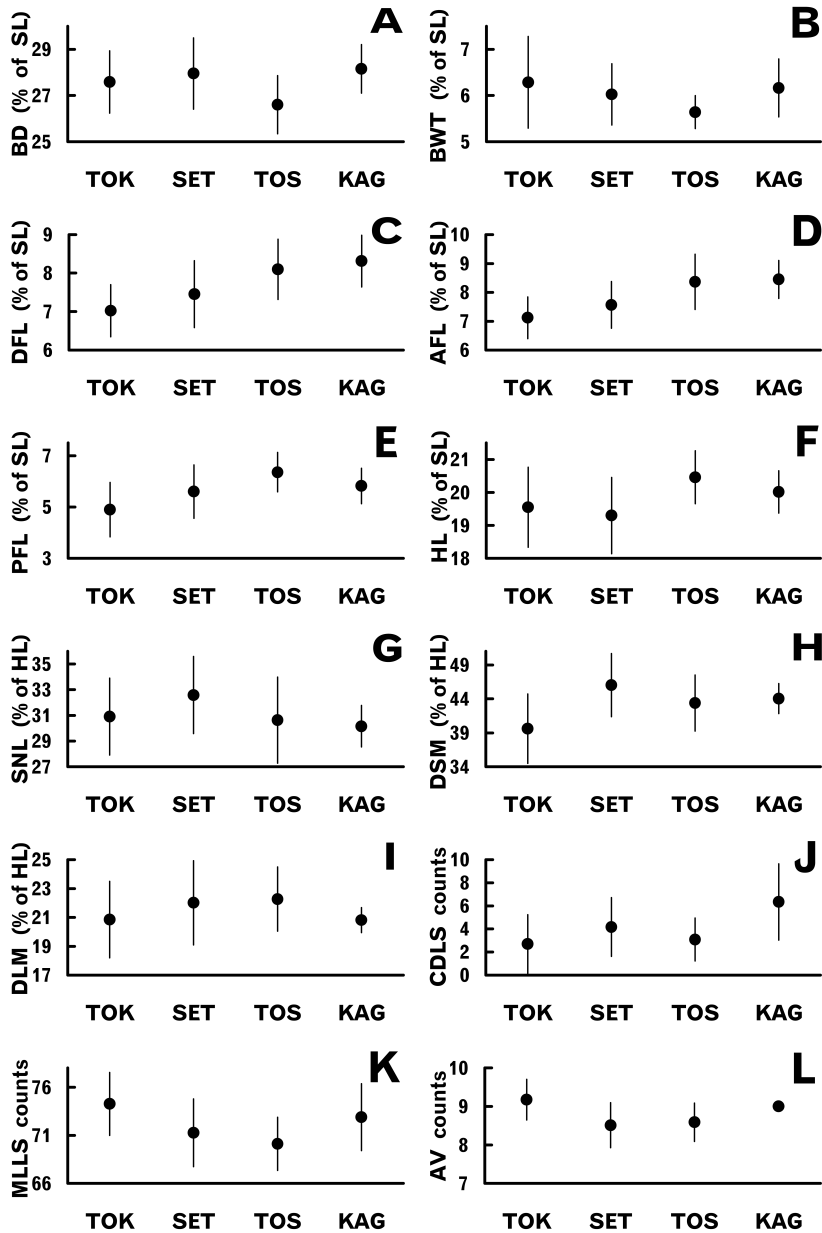 A
BD (% of SL)
29
27
25
TOK SET TOS KAG
B
BWT (% of SL)
7
6
5
TOK SET TOS KAG
C
DFL (% of SL)
9
8
7
6
TOK SET TOS KAG
D
AFL (% of SL)
10
9
8
7
6
TOK SET TOS KAG
E
PFL (% of SL)
7
5
3
TOK SET TOS KAG
F
HL (% of SL)
21
20
19
18
TOK SET TOS KAG
G
SNL (% of HL)
35
33
31
29
27
TOK SET TOS KAG
H
DSM (% of HL)
49
44
39
34
TOK SET TOS KAG
I
DLM (% of HL)
25
23
21
19
17
TOK SET TOS KAG
J
CDLS counts
10
8
6
4
2
0
TOK SET TOS KAG
K
MLLS counts
76
71
66
TOK SET TOS KAG
L
AV counts
10
9
8
7
TOK SET TOS KAG